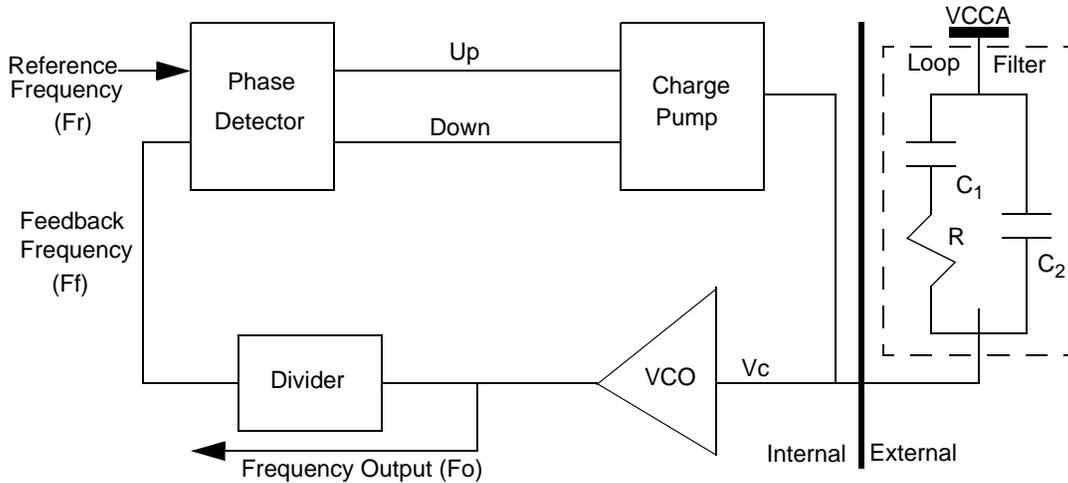 VCCA
Loop Filter
Reference
Frequency
(Fr)
Phase
Detector
Up
Down
Charge
Pump
C1
R
C2
Feedback
Frequency
(Ff)
Divider
VCO
Vc
Internal
External
Frequency Output (Fo)